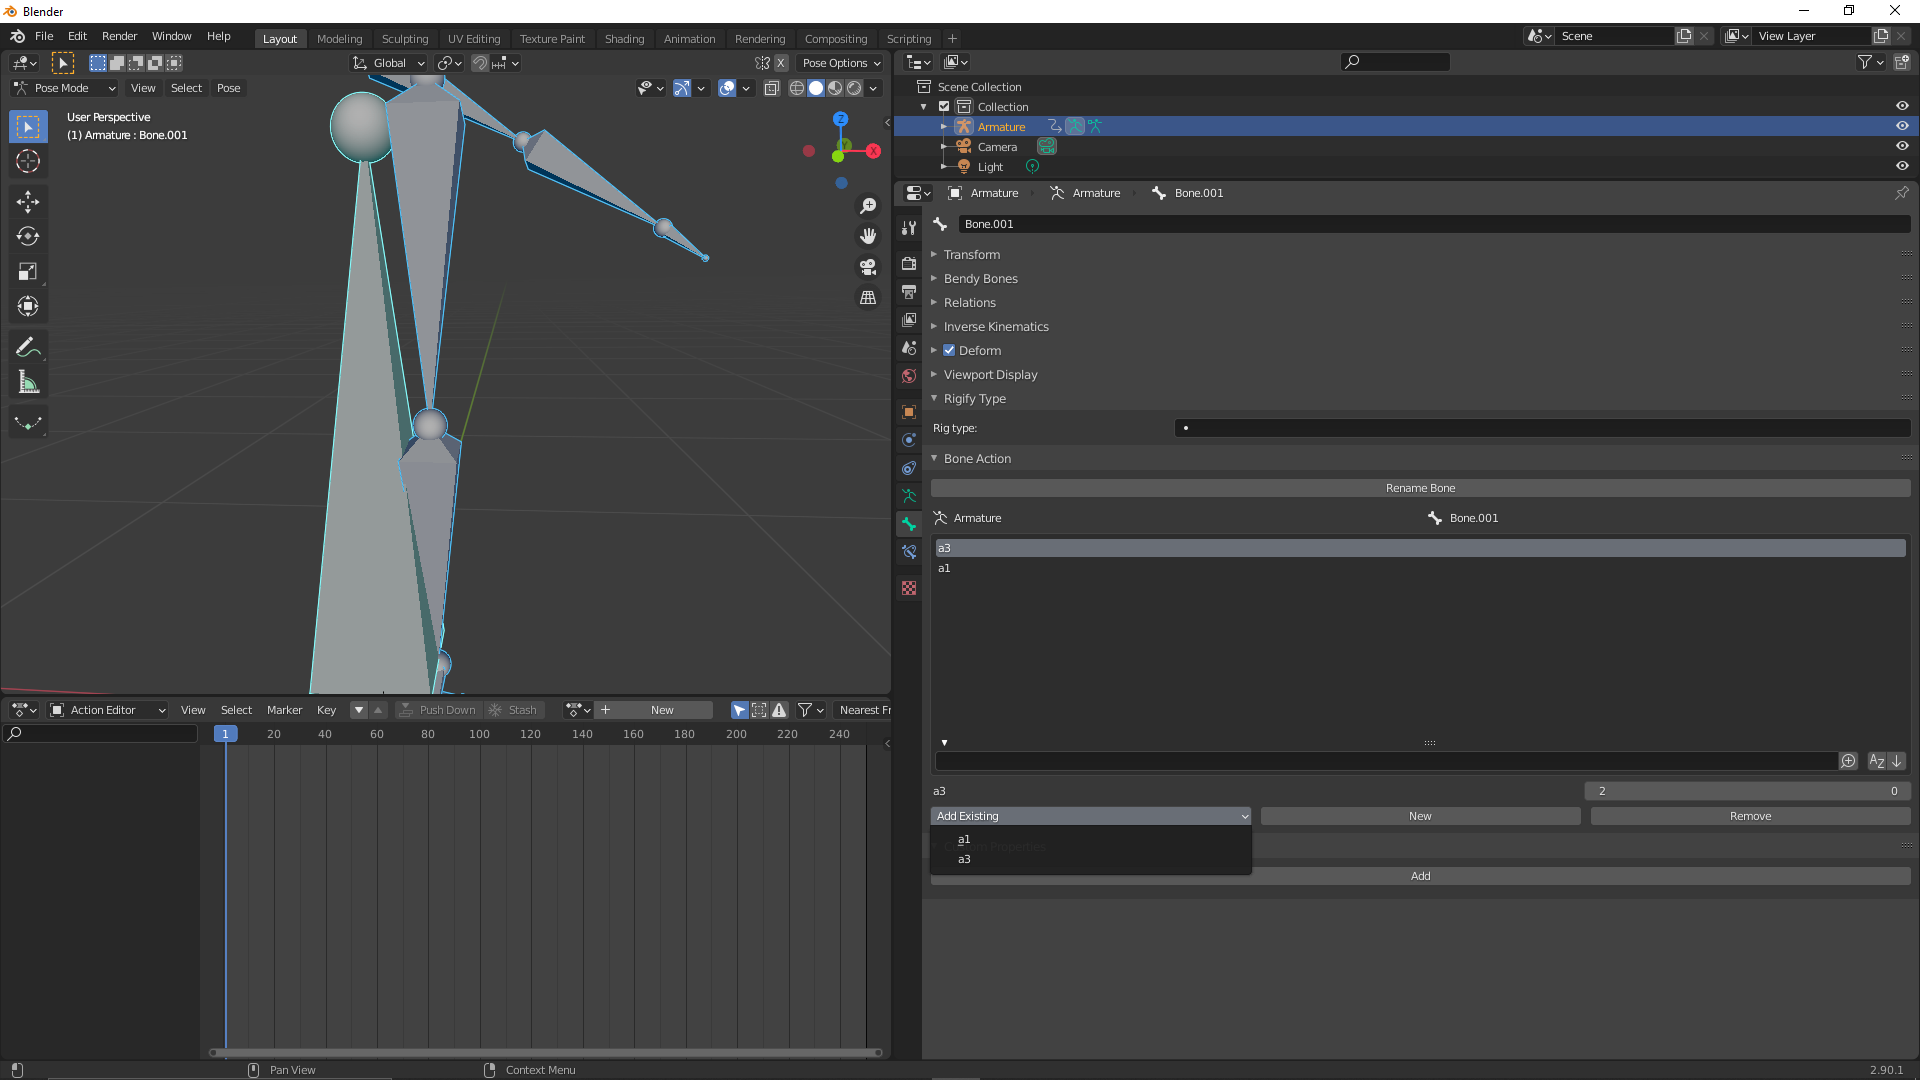 Blender
File Edit Render Window Help Layout Modeling Sculpting UV Editing Texture Paint Shading Animation Rendering Compositing Scripting + Scene View Layer
Global X Pose Options
Pose Mode View Select Pose
User Perspective
(1) Armature : Bone.001
Z
X
Scene Collection
Collection
Armature
Camera
Light
Armature Armature Bone.001
Bone.001
Transform
Bendy Bones
Relations
Inverse Kinematics
Deform
Viewport Display
Rigify Type
Rig type:
Bone Action
Rename Bone
Armature Bone.001
a3
a1
AZ
a3 2 0
Add Existing New Remove
a1
Custom Properties
a3
Add
Action Editor View Select Marker Key Push Down Stash + New Nearest Fr
1 20 40 60 80 100 120 140 160 180 200 220 240
Pan View Context Menu 2.90.1